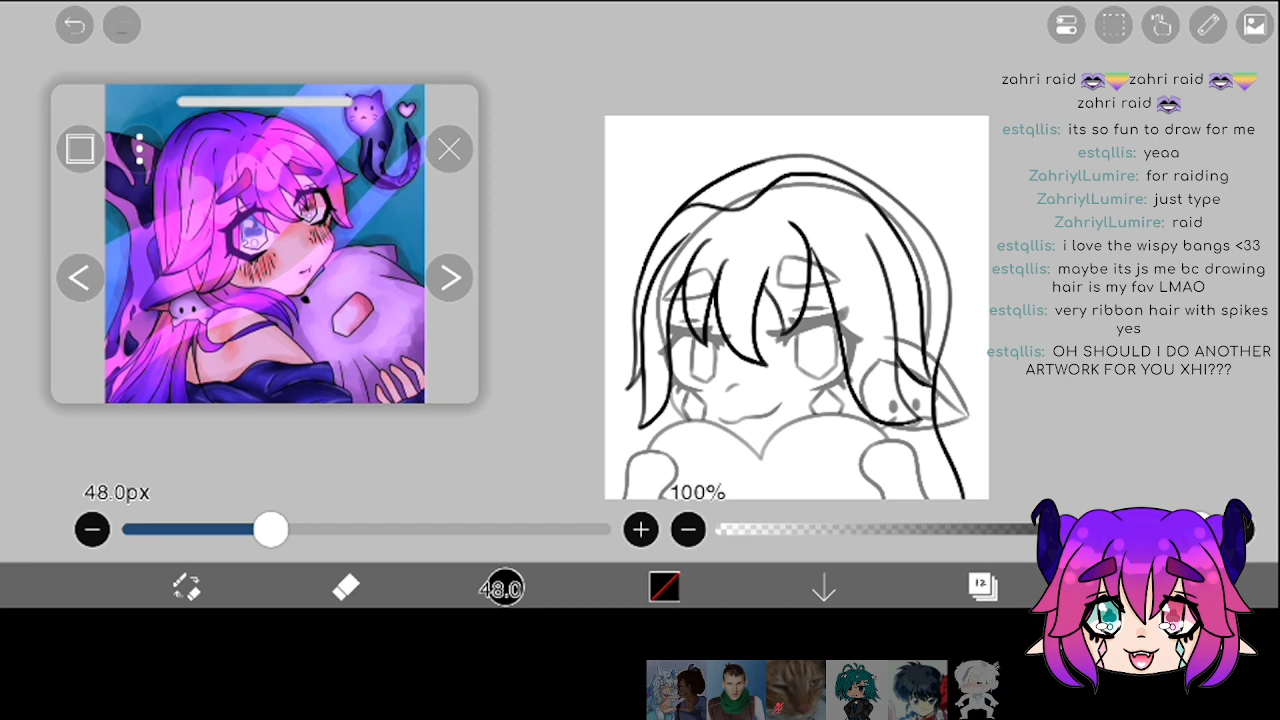 zahri raid zahri raid
zahri raid
estqllis: its so fun to draw for me
estqllis: yeaa
ZahriylLumire: for raiding
ZahriylLumire: just type
ZahriylLumire: raid
estqllis: i love the wispy bangs <33
estqllis: maybe its js me bc drawing
hair is my fav LMAO
estqllis: very ribbon hair with spikes
yes
estqllis: OH SHOULD I DO ANOTHER
ARTWORK FOR YOU XHI???
48.0px
100%
48.0
12